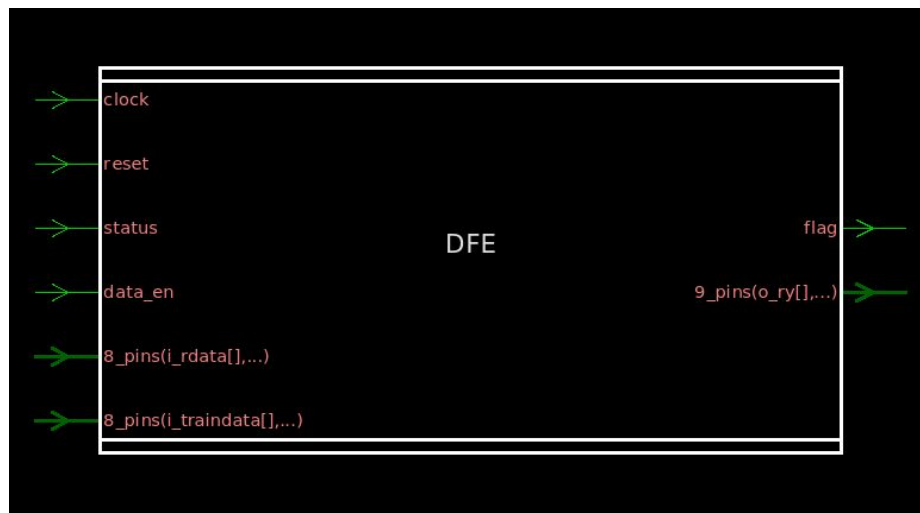 clock
reset
status
flag
DFE
data_en
9_pins(o_ry[],...)
8_pins(i_rdata[],...)
8_pins(i_traindata[],...)